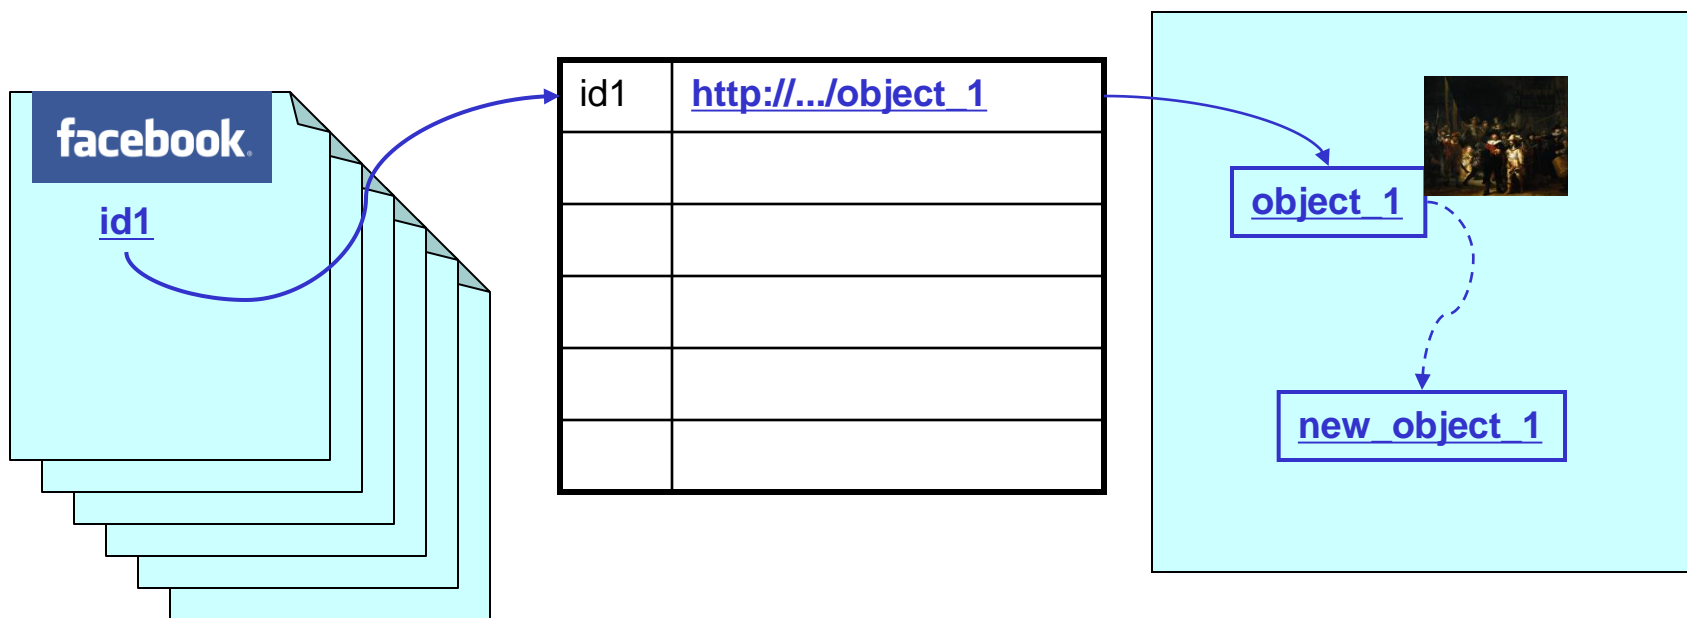 facebook®
id1
id1 http://.../object_1
object_1
new_object_1